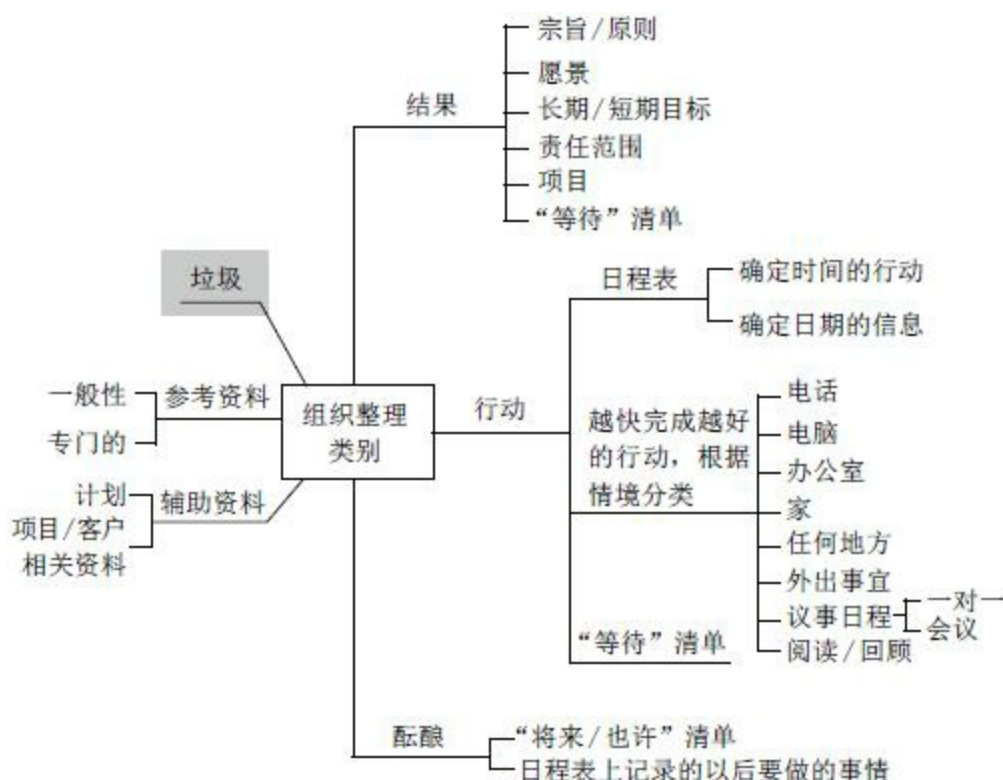 宗旨/原则
愿景
结果
长期/短期目标
责任范围
项目
“等待”清单
垃圾
日程表
确定时间的行动
确定日期的信息
一般性
参考资料
专门的
组织整理
类别
行动
越快完成越好
的行动，根据
情境分类
电话
电脑
办公室
家
任何地方
外出事宜
议事日程
一对一
会议
阅读/回顾
“等待”清单
计划
辅助资料
项目/客户
相关资料
酝酿
“将来/也许”清单
日程表上记录的以后要做的事情